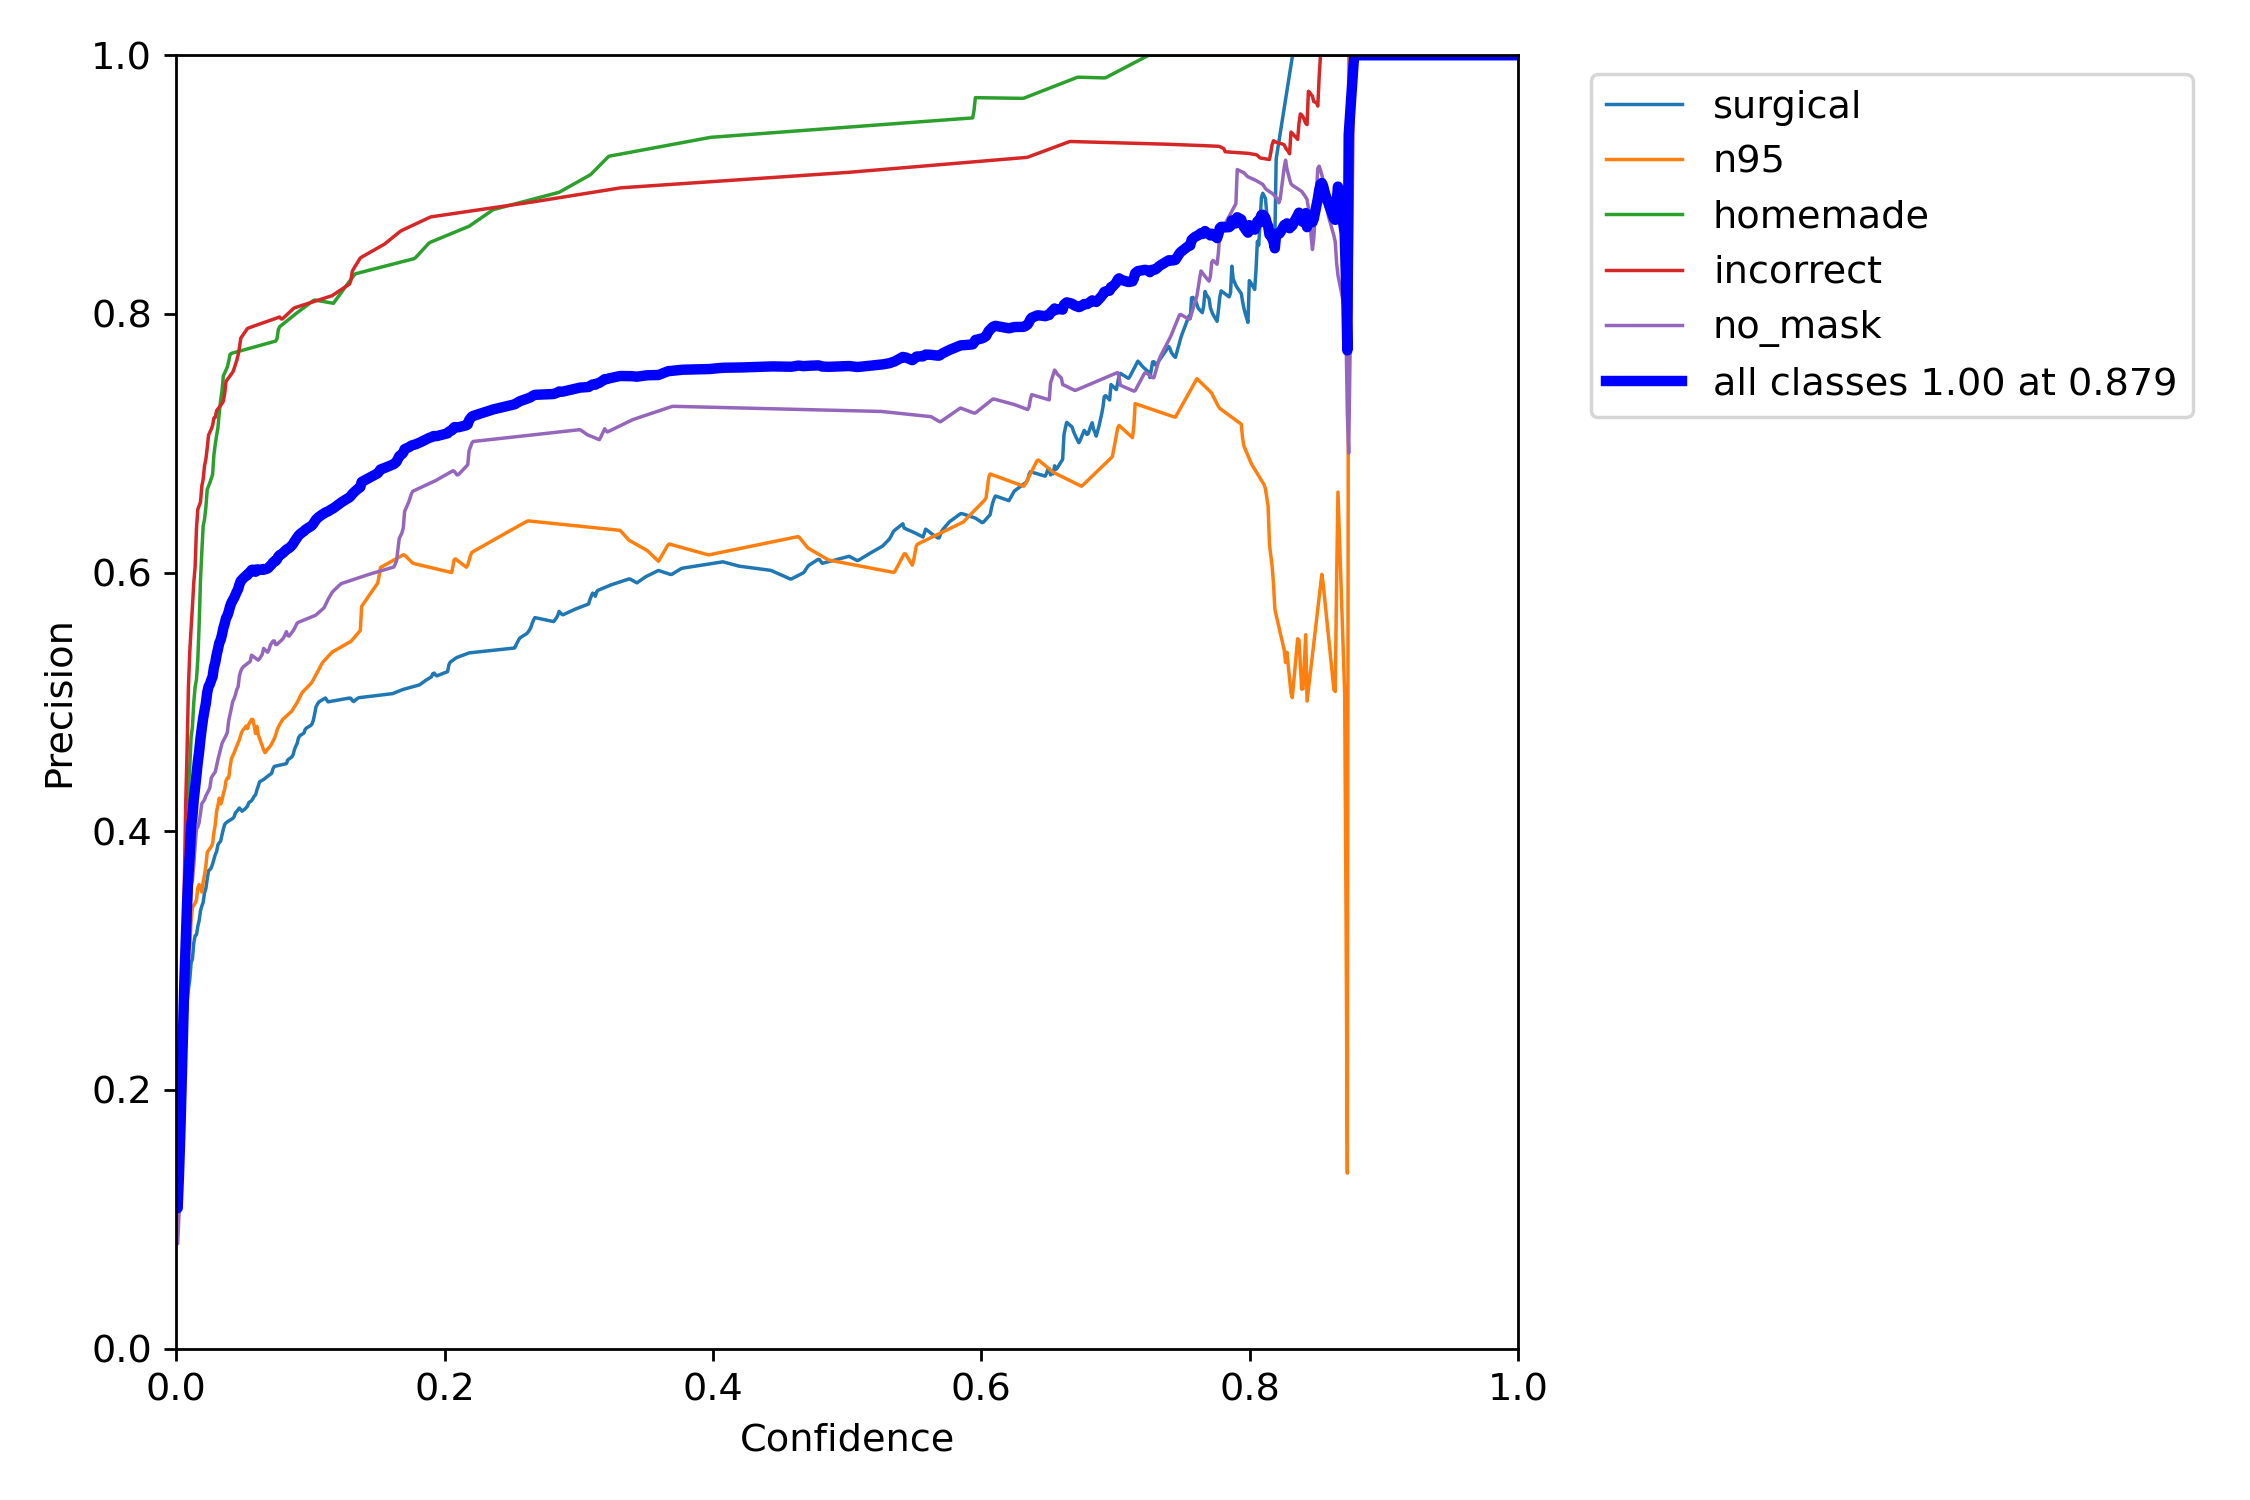 1.0
0.8
0.6
0.4
0.2
0.0
Precision
0.0 0.2 0.4 0.6 0.8 1.0
Confidence
surgical
n95
homemade
incorrect
no_mask
all classes 1.00 at 0.879